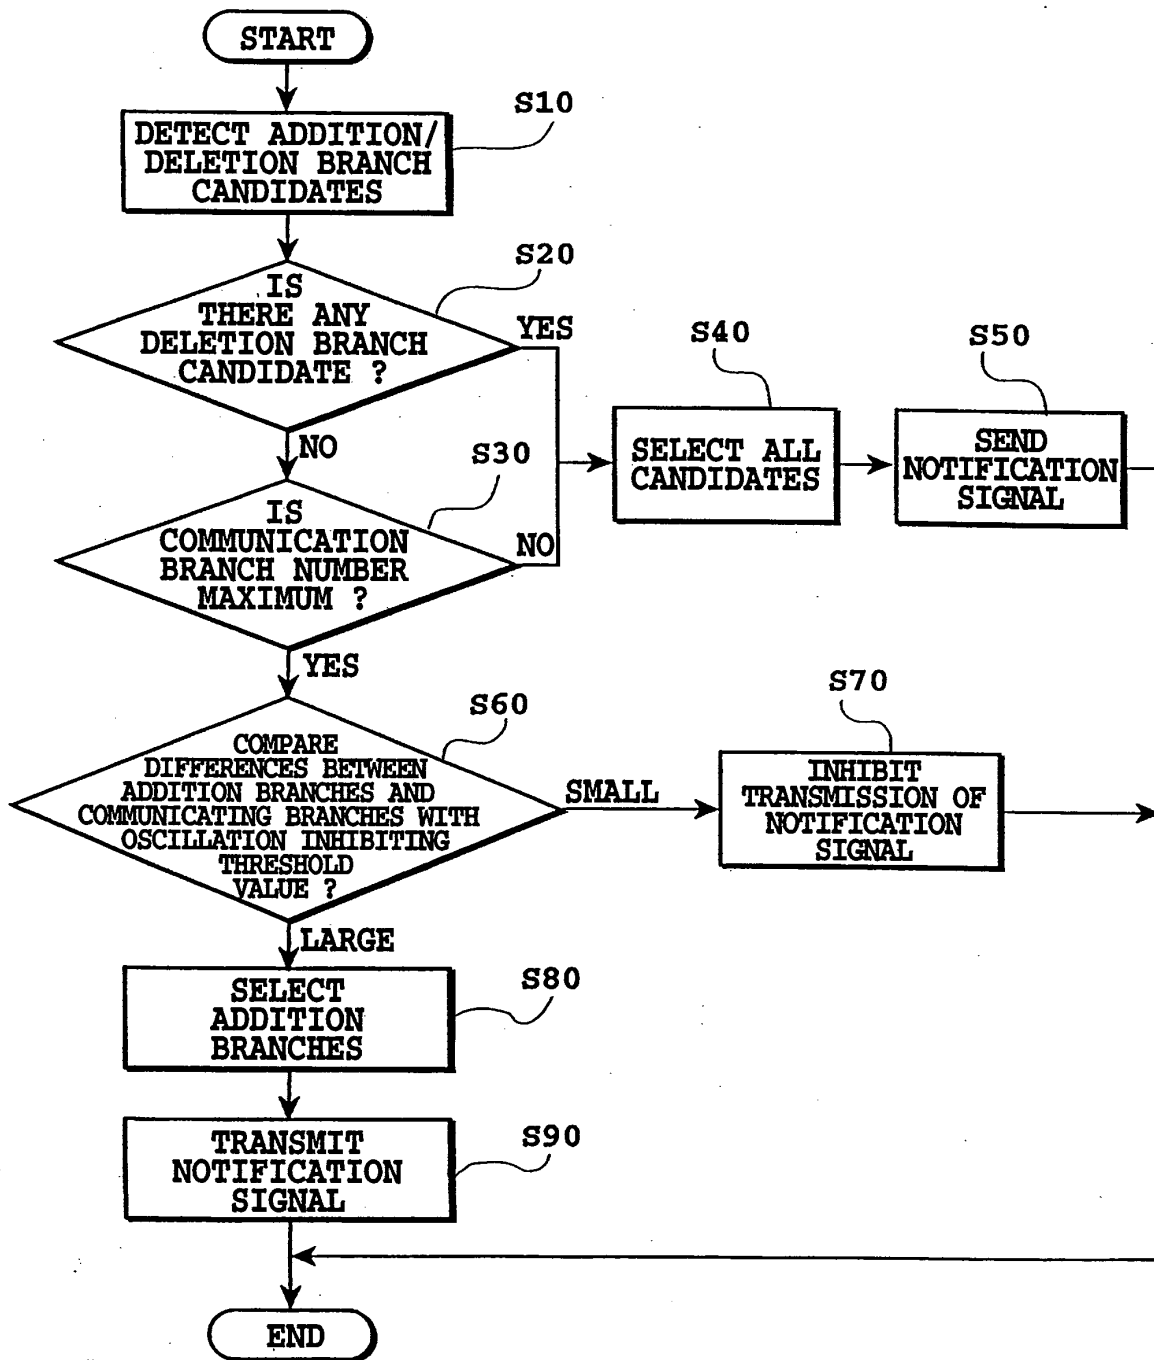 START
S10
DETECT ADDITION/
DELETION BRANCH
CANDIDATES
S20
IS
THERE ANY
DELETION BRANCH
CANDIDATE ?
YES
NO
S40
SELECT ALL
CANDIDATES
S50
SEND
NOTIFICATION
SIGNAL
S30
IS
COMMUNICATION
BRANCH NUMBER
MAXIMUM ?
NO
YES
S60
COMPARE
DIFFERENCES BETWEEN
ADDITION BRANCHES AND
COMMUNICATING BRANCHES WITH
OSCILLATION INHIBITING
THRESHOLD
VALUE ?
SMALL
S70
INHIBIT
TRANSMISSION OF
NOTIFICATION
SIGNAL
LARGE
S80
SELECT
ADDITION
BRANCHES
S90
TRANSMIT
NOTIFICATION
SIGNAL
END